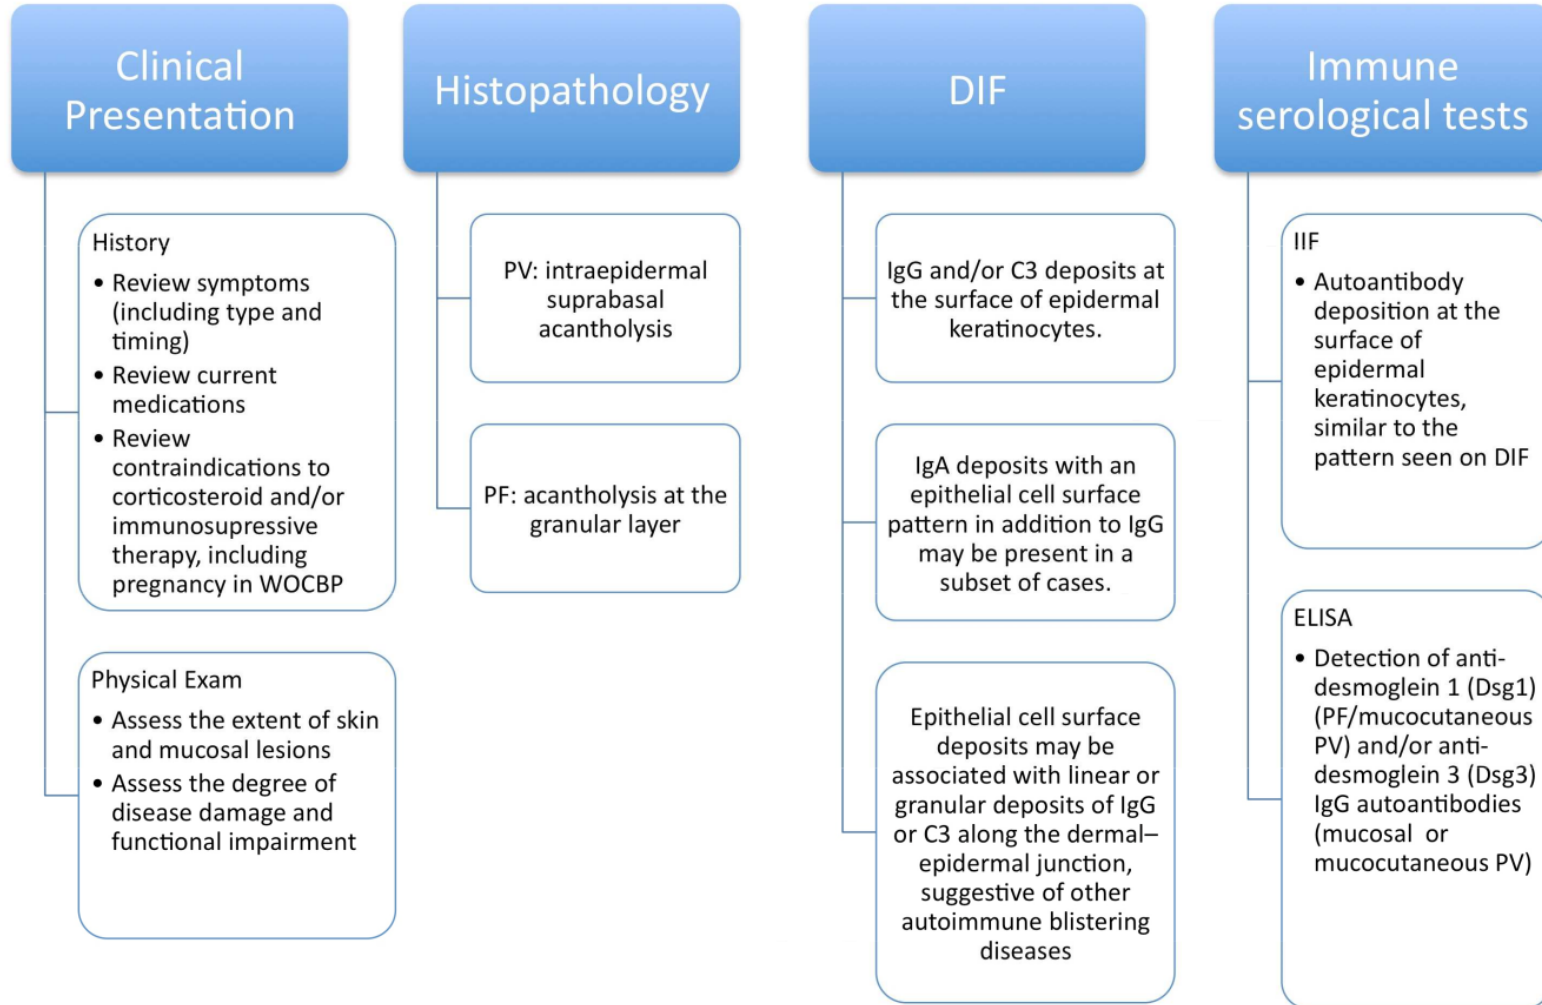 Clinical
Presentation
History
• Review symptoms
(including type and
timing)
• Review current
medications
• Review
contraindications to
corticosteroid and/or
immunosupressive
therapy, including
pregnancy in WOCBP
Physical Exam
• Assess the extent of skin
and mucosal lesions
• Assess the degree of
disease damage and
functional impairment
Histopathology
PV: intraepidermal
suprabasal
acantholysis
PF: acantholysis at the
granular layer
DIF
IgG and/or C3 deposits at
the surface of epidermal
keratinocytes.
IgA deposits with an
epithelial cell surface
pattern in addition to IgG
may be present in a
subset of cases.
Epithelial cell surface
deposits may be
associated with linear or
granular deposits of IgG
or C3 along the dermal–
epidermal junction,
suggestive of other
autoimmune blistering
diseases
Immune
serological tests
IIF
• Autoantibody
deposition at the
surface of
epidermal
keratinocytes,
similar to the
pattern seen on DIF
ELISA
• Detection of anti-
desmoglein 1 (Dsg1)
(PF/mucocutaneous
PV) and/or anti-
desmoglein 3 (Dsg3)
IgG autoantibodies
(mucosal or
mucocutaneous PV)